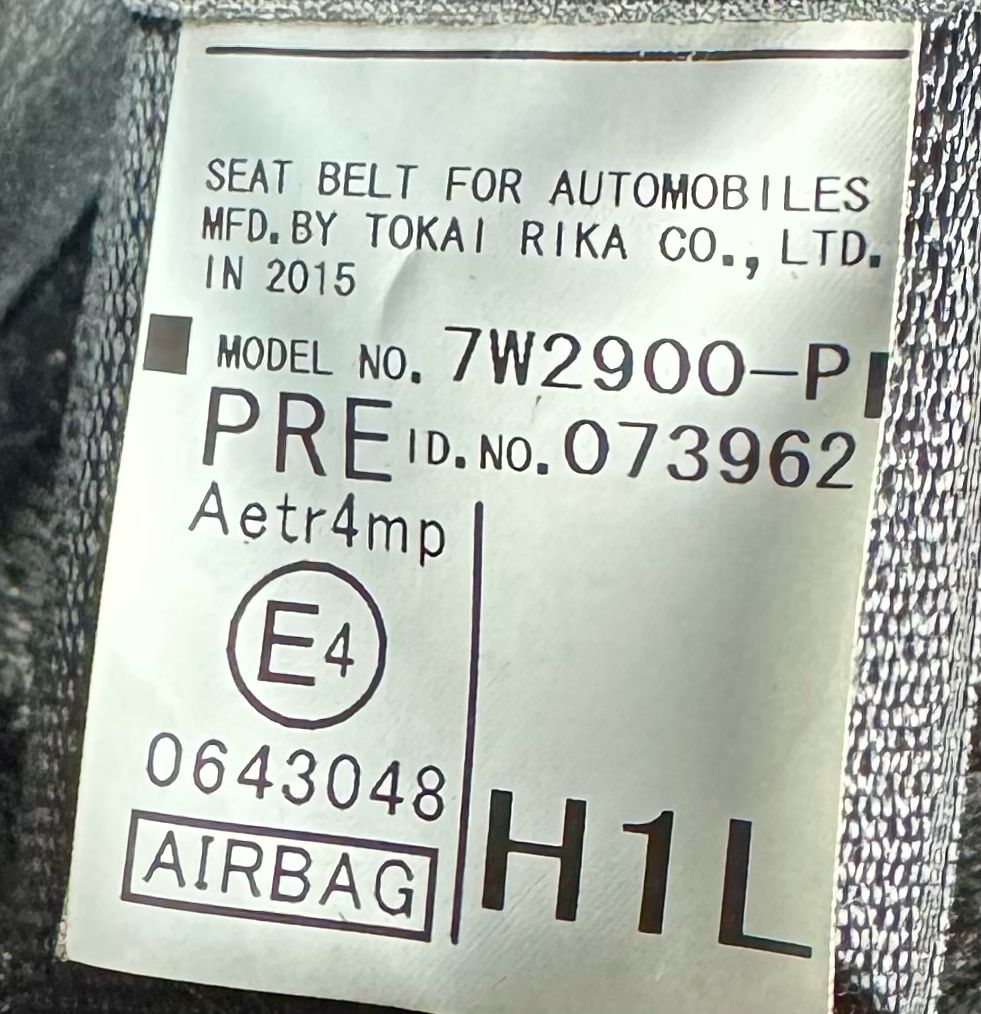 SEAT BELT FOR AUTOMOBILES
MFD. BY TOKAI RIKA CO., LTD.
IN 2015
MODEL NO. 7W2900-P
PRE ID. NO. 073962
Aetr4mp
E4
0643048
AIRBAG
H1L